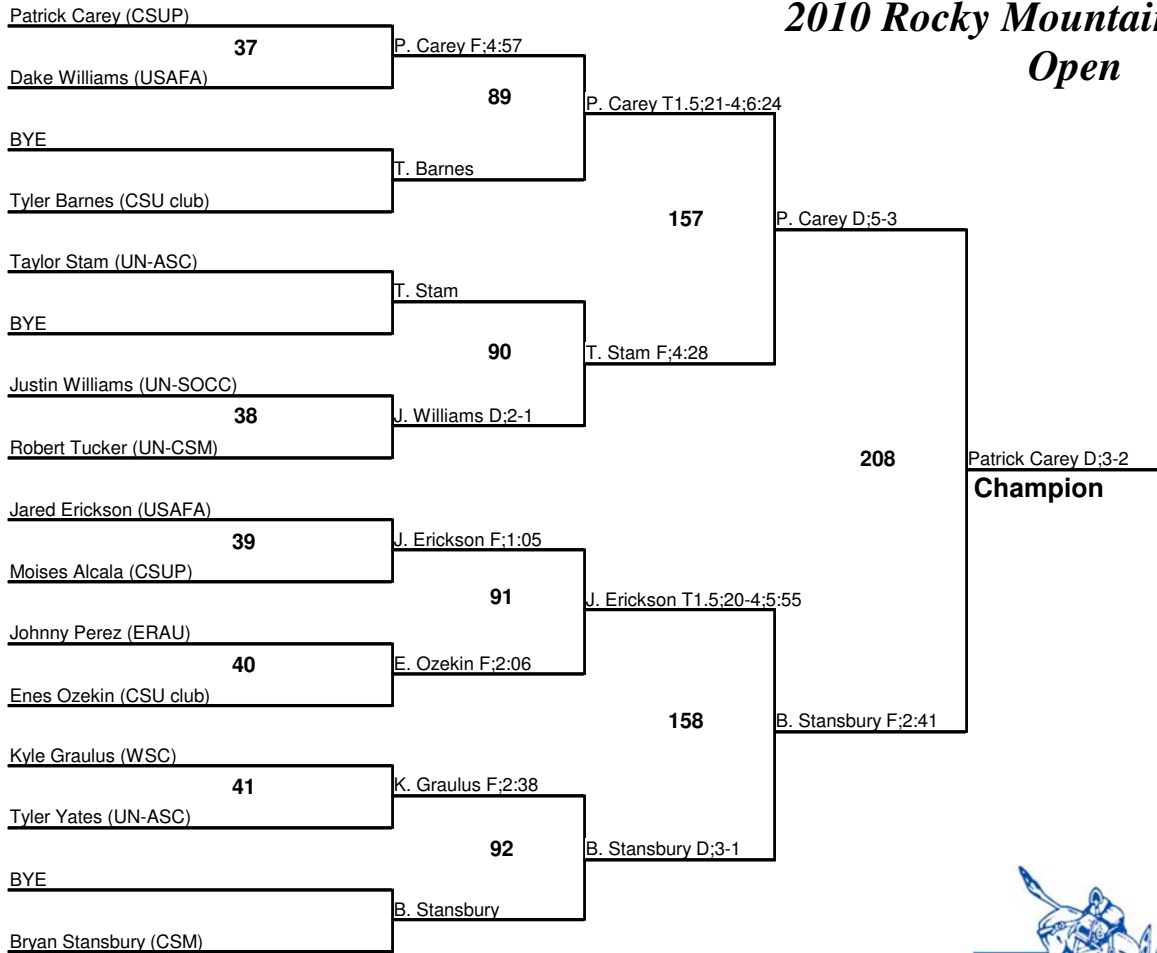 2010 Rocky Mountain
Open
Patrick Carey (CSUP)
37
P. Carey F;4:57
Dake Williams (USAFA)
89
P. Carey T1.5;21-4;6:24
BYE
T. Barnes
Tyler Barnes (CSU club)
157
P. Carey D;5-3
Taylor Stam (UN-ASC)
T. Stam
BYE
90
T. Stam F;4:28
Justin Williams (UN-SOCC)
38
J. Williams D;2-1
Robert Tucker (UN-CSM)
208
Patrick Carey D;3-2
Champion
Jared Erickson (USAFA)
39
J. Erickson F;1:05
Moises Alcala (CSUP)
91
J. Erickson T1.5;20-4;5:55
Johnny Perez (ERAU)
40
E. Ozekin F;2:06
Enes Ozekin (CSU club)
158
B. Stansbury F;2:41
Kyle Graulus (WSC)
41
K. Graulus F;2:38
Tyler Yates (UN-ASC)
92
B. Stansbury D;3-1
BYE
B. Stansbury
Bryan Stansbury (CSM)